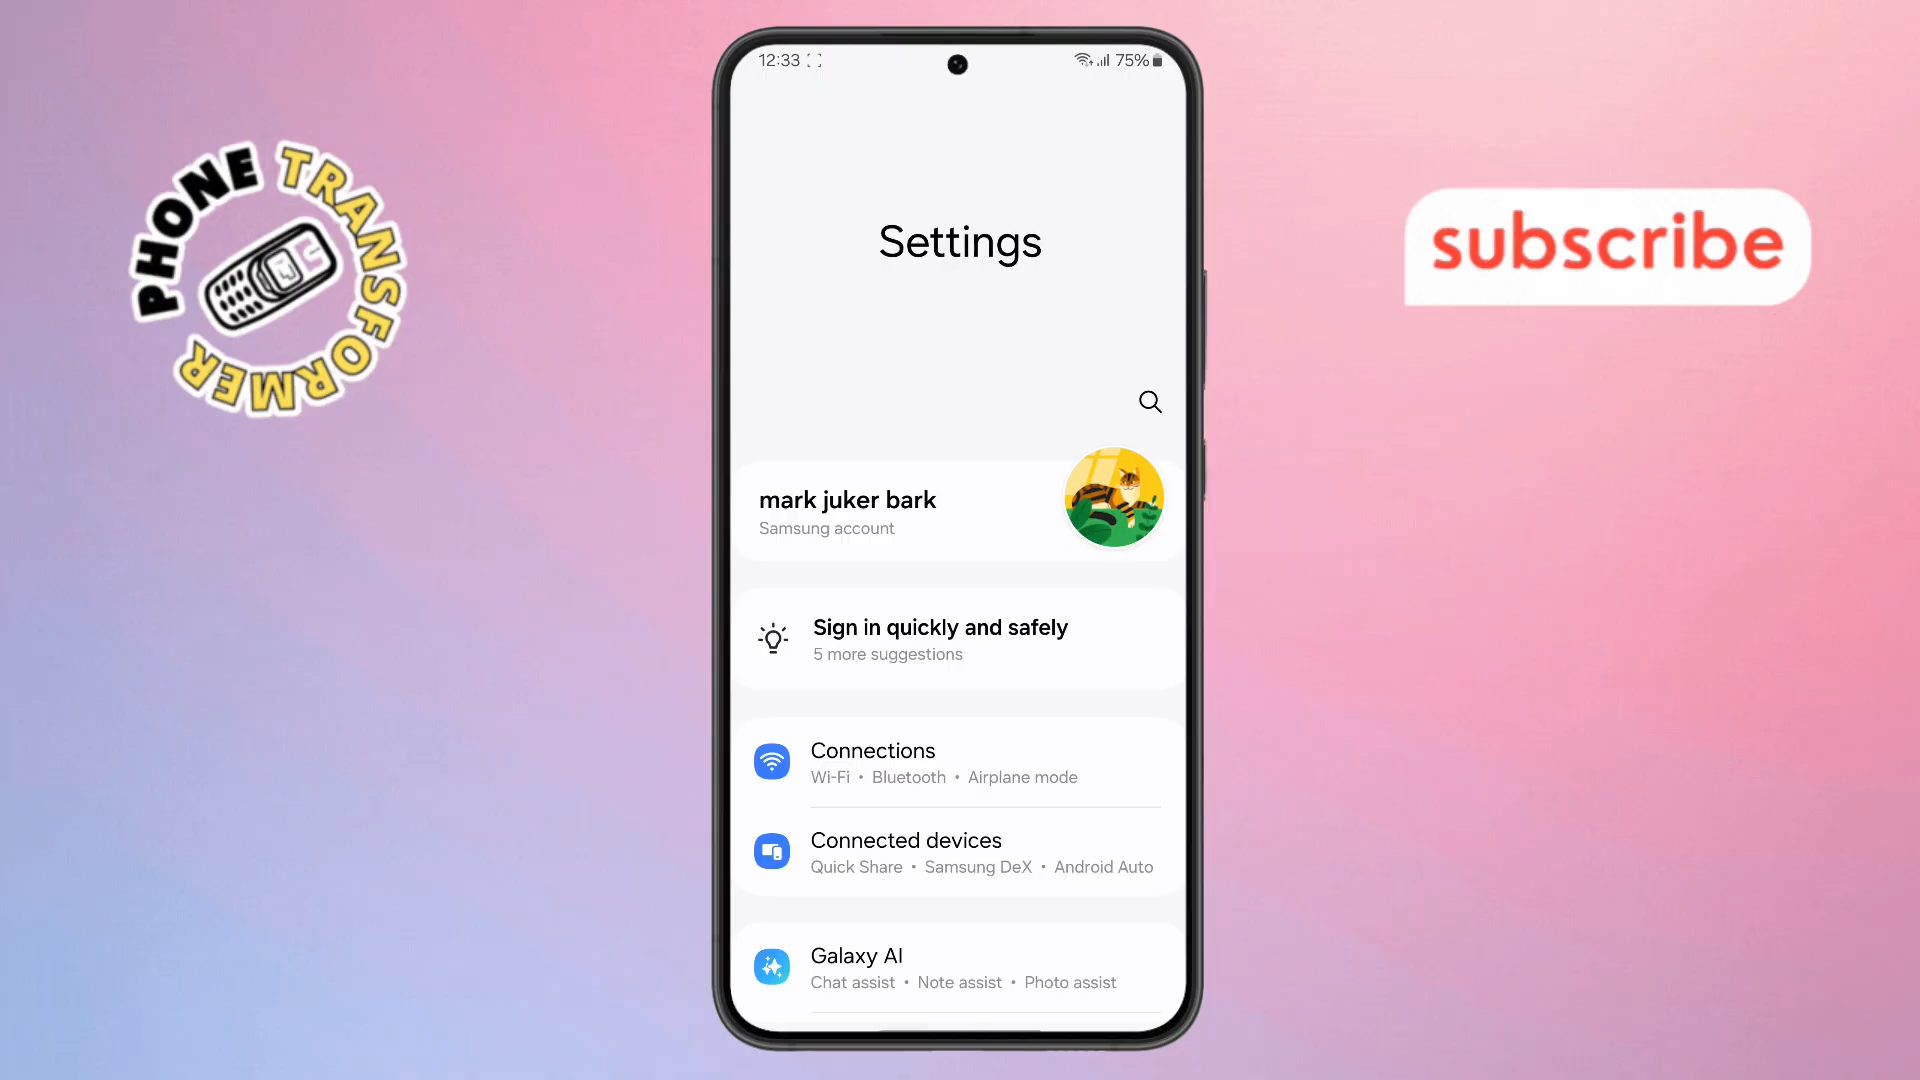 PHONE TRANSFORMER
subscribe
12:33
75%
Settings
mark juker bark
Samsung account
Sign in quickly and safely
5 more suggestions
Connections
Wi-Fi • Bluetooth • Airplane mode
Connected devices
Quick Share • Samsung DeX • Android Auto
Galaxy AI
Chat assist • Note assist • Photo assist